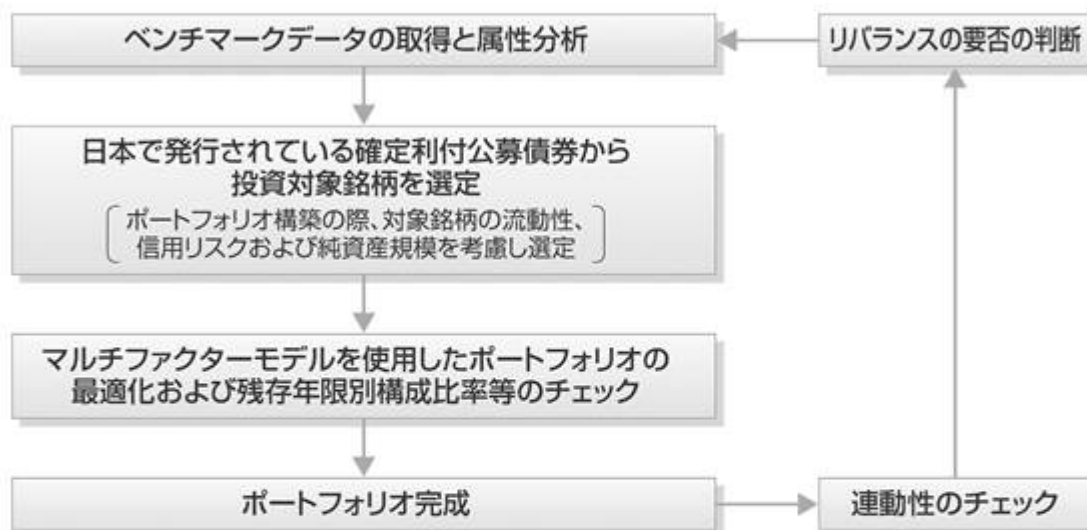 ベンチマークデータの取得と属性分析
リバランスの要否の判断
日本で発行されている確定利付公募債券から
投資対象銘柄を選定
ポートフォリオ構築の際、対象銘柄の流動性、
信用リスクおよび純資産規模を考慮し選定
マルチファクターモデルを使用したポートフォリオの
最適化および残存年限別構成比率等のチェック
ポートフォリオ完成
連動性のチェック